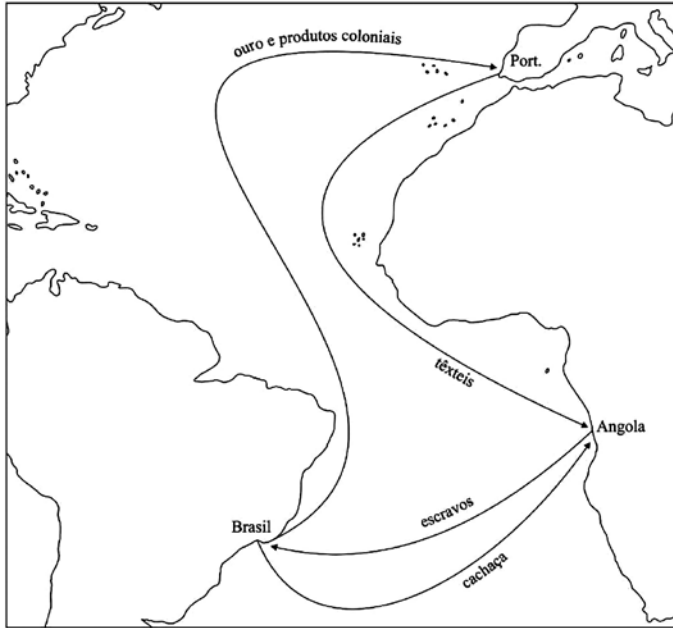 ouro e produtos coloniais
Port.
têxteis
Angola
escravos
Brasil
cachaça